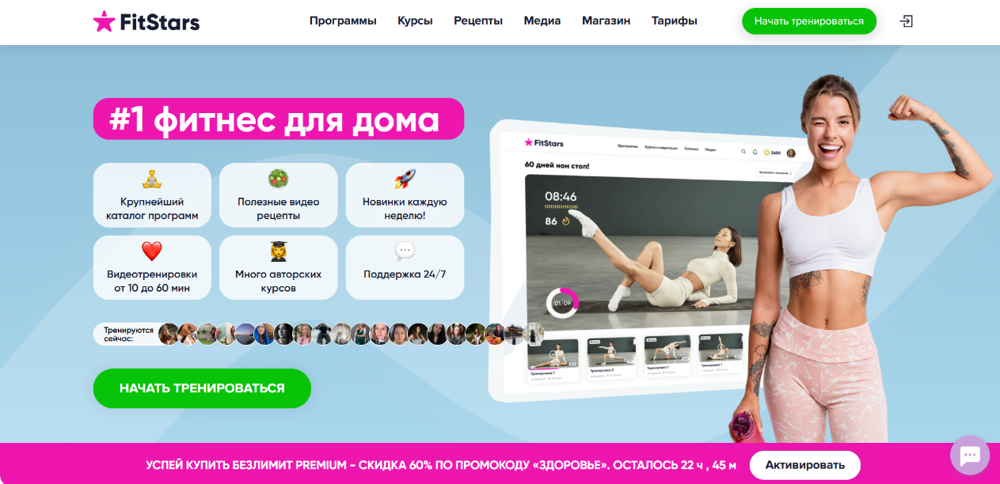 FitStars
Программы Курсы Рецепты Медиа Магазин Тарифы
Начать тренироваться
#1 фитнес для дома
Крупнейший
каталог программ
Полезные видео
рецепты
Новинки каждую
неделю!
Видеотренировки
от 10 до 60 мин
Много авторских
курсов
Поддержка 24/7
Тренируются
сейчас:
НАЧАТЬ ТРЕНИРОВАТЬСЯ
FitStars
Программы Курсы и медитации Питание Медиа
2400
60 дней нон стоп!
08:46
86
01/09
Тренировка 1
Тренировка 2
Тренировка 1
Тренировка 1
УСПЕЙ КУПИТЬ БЕЗЛИМИТ PREMIUM - СКИДКА 60% ПО ПРОМОКОДУ «ЗДОРОВЬЕ». ОСТАЛОСЬ 22 ч , 45 м
Активировать